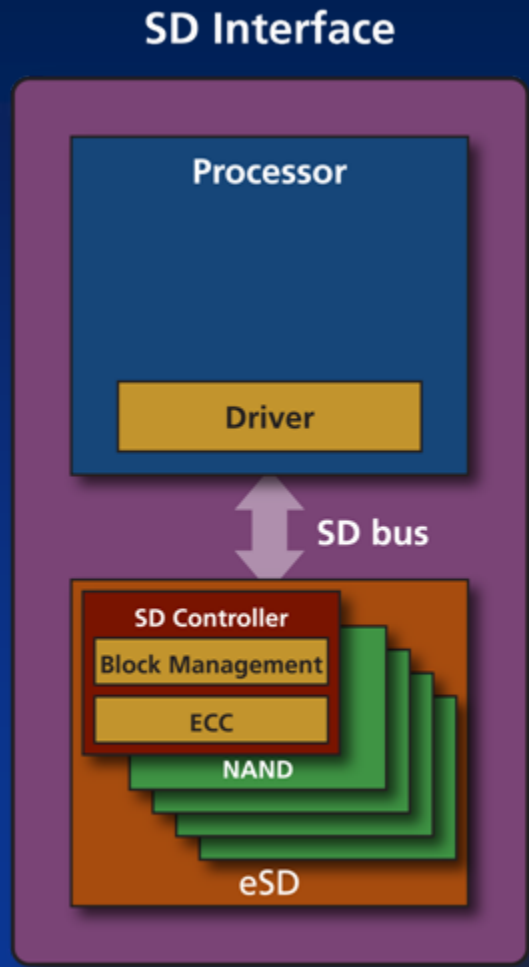 SD Interface
Processor
Driver
SD bus
SD Controller
Block Management
ECC
NAND
eSD